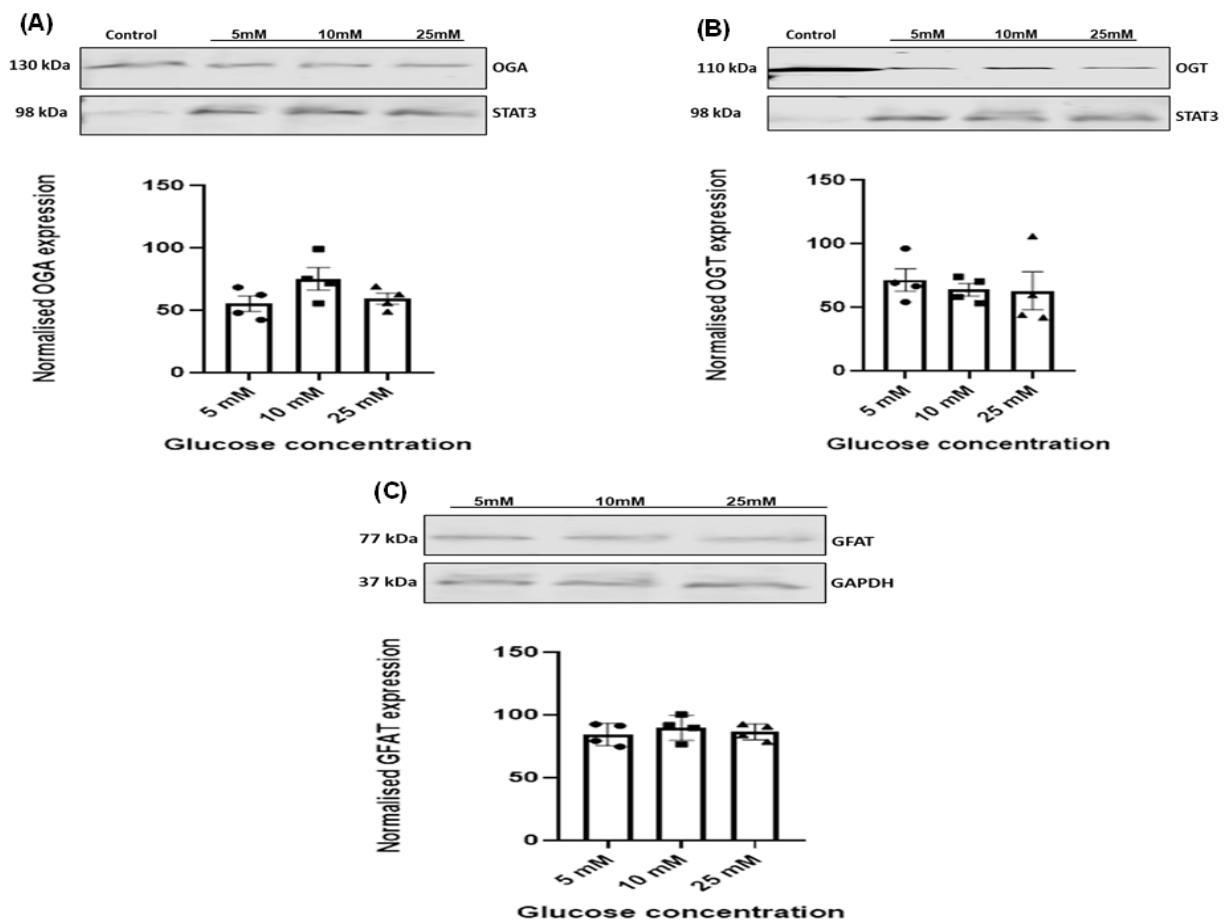 (A)
Control 5mM 10mM 25mM
130 kDa OGA
98 kDa STAT3
150
100
50
0
Normalised OGA expression
5 mM 10 mM 25 mM
Glucose concentration
(B)
Control 5mM 10mM 25mM
110 kDa OGT
98 kDa STAT3
150
100
50
0
Normalised OGT expression
5 mM 10 mM 25 mM
Glucose concentration
(C)
5mM 10mM 25mM
77 kDa GFAT
37 kDa GAPDH
150
100
50
0
Normalised GFAT expression
5 mM 10 mM 25 mM
Glucose concentration